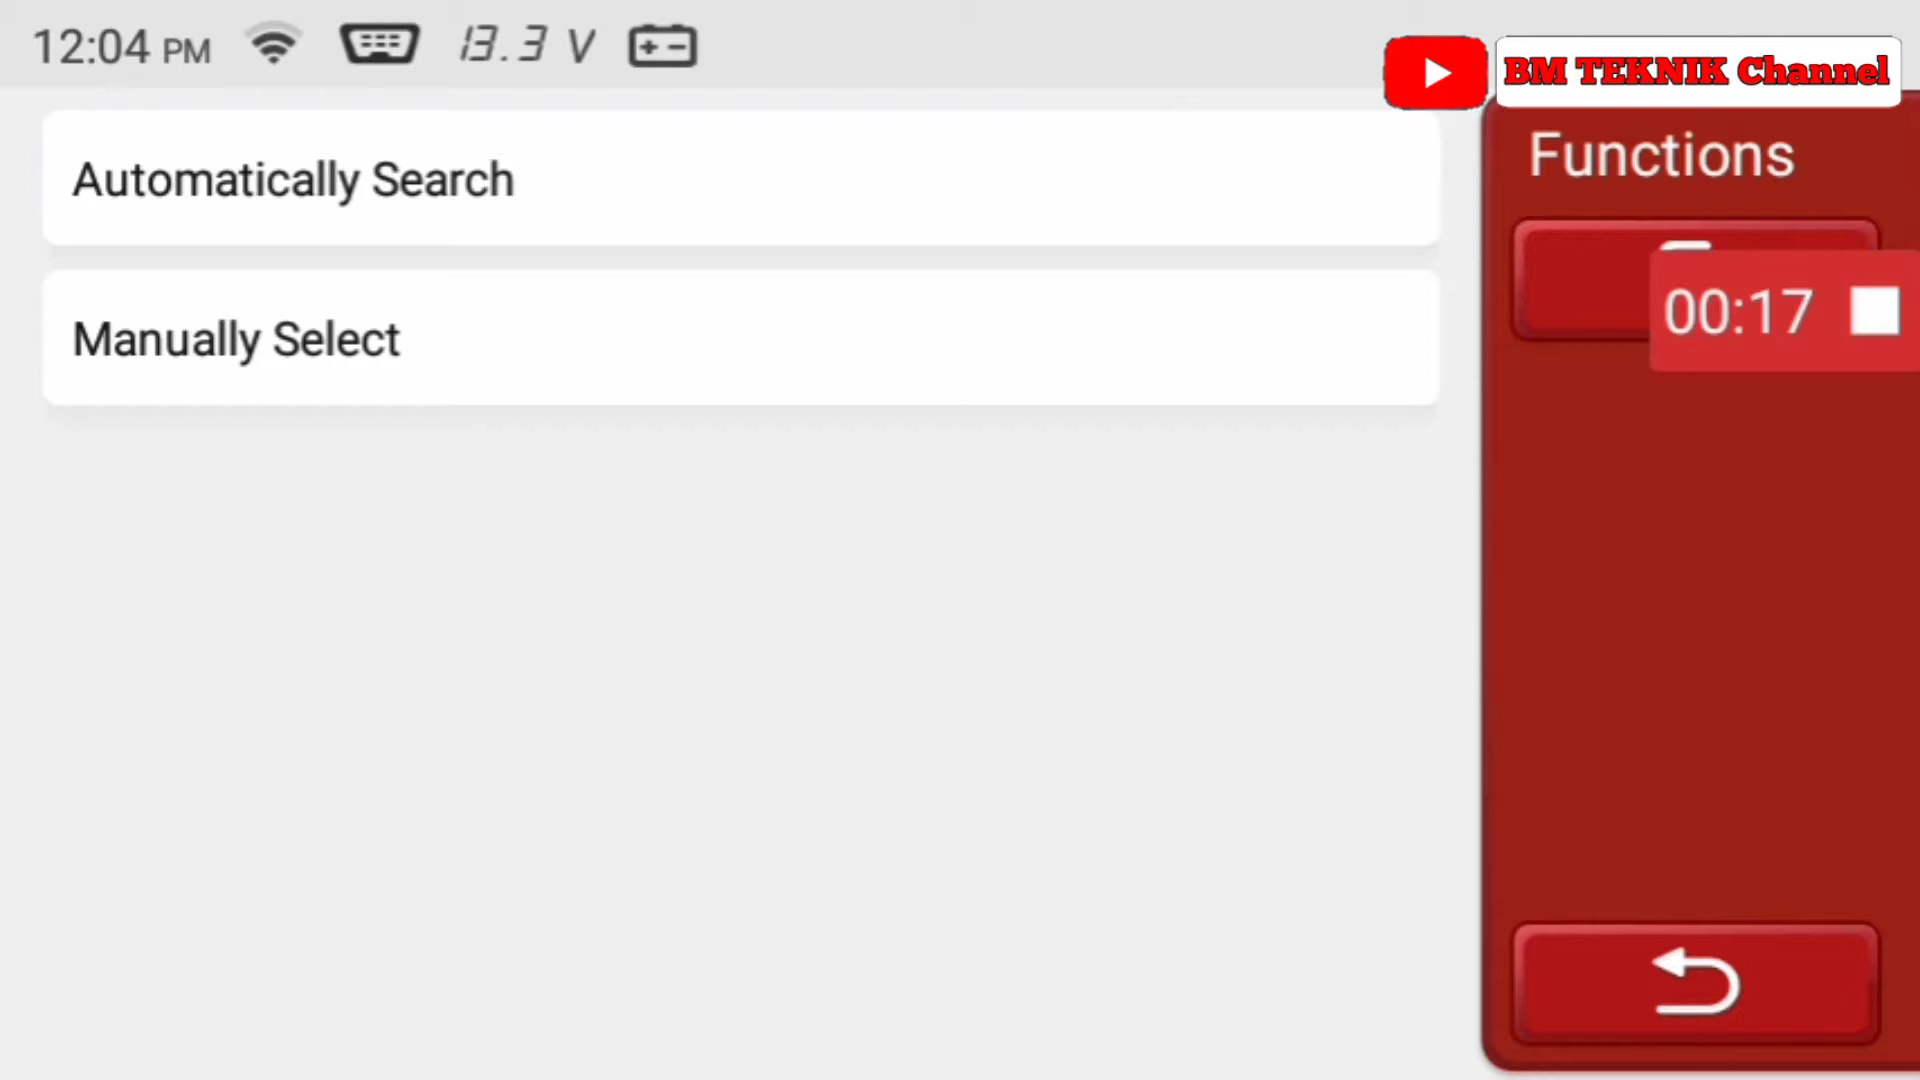 12:04 PM 13.3 V
BM TEKNIK Channel
Functions
Automatically Search
00:17
Manually Select